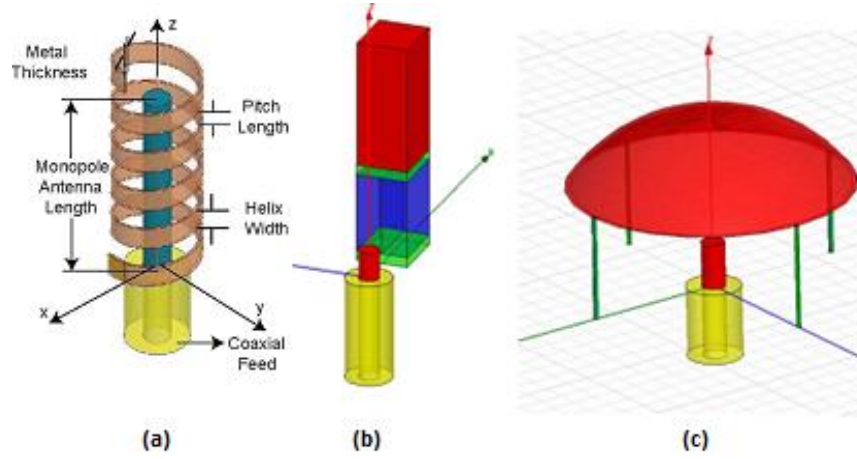 z
Metal
Thickness
Pitch
Length
Monopole
Antenna
Length
Helix
Width
x
y
Coaxial
Feed
(a)
(b)
(c)